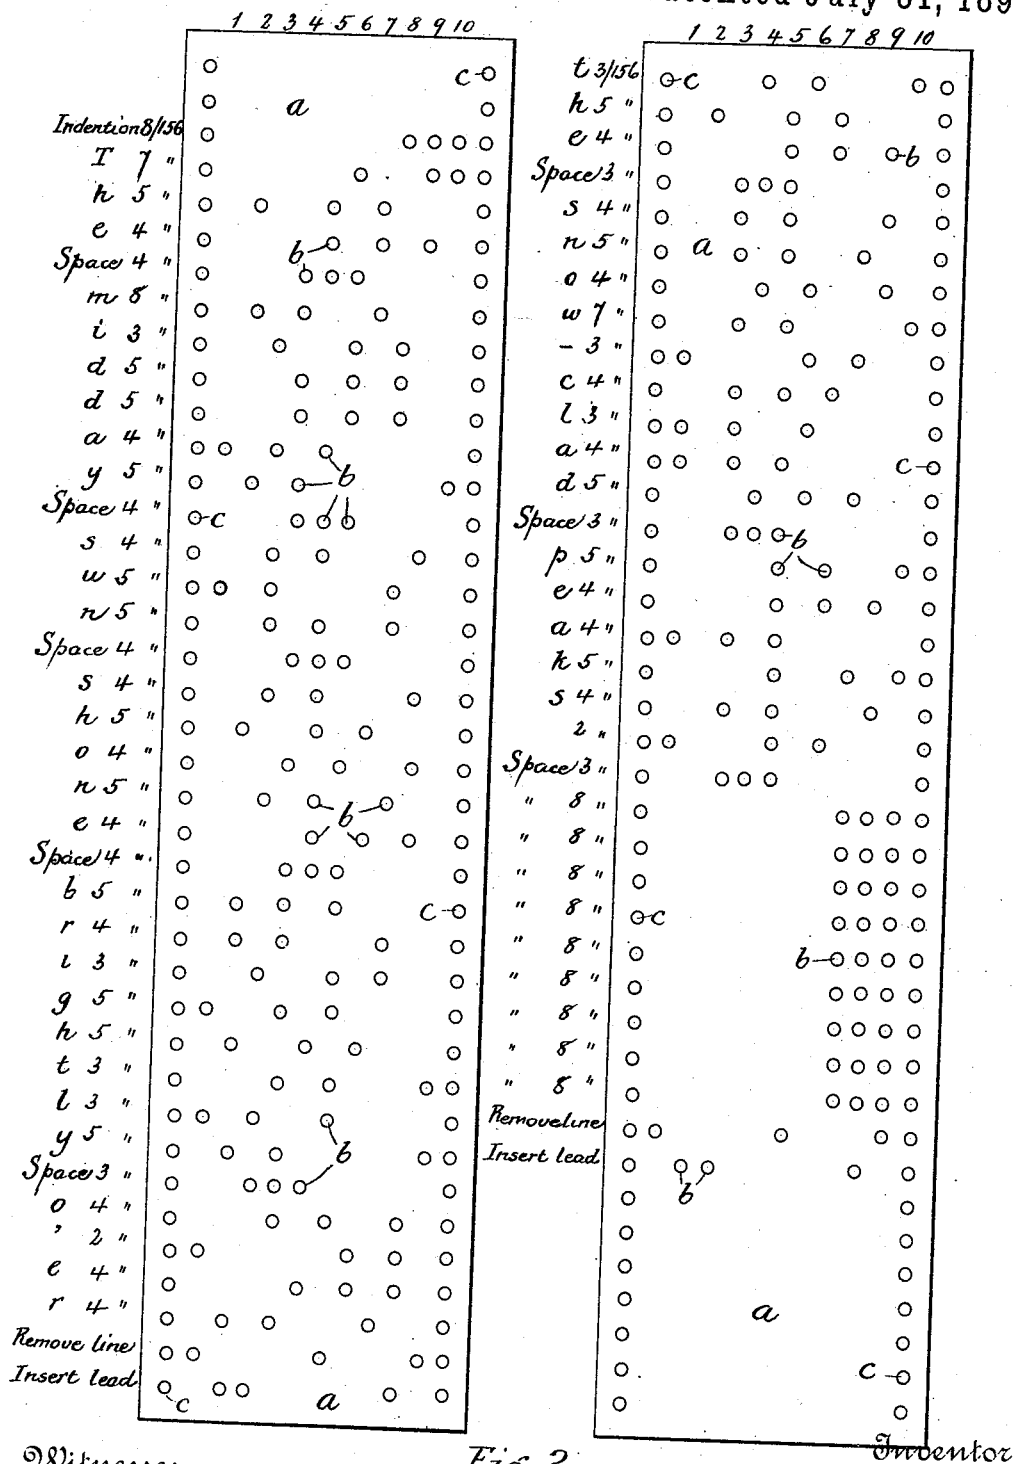 July 31, 189
1 2 3 4 5 6 7 8 9 10
c
a
Indention 8/156
T 7 "
h 5 "
e 4 "
b
Space 4 "
m 8 "
i 3 "
d 5 "
d 5 "
a 4 "
b
y 5 "
Space 4 "
c
s 4 "
w 5 "
n 5 "
Space 4 "
s 4 "
h 5 "
o 4 "
n 5 "
b
e 4 "
Space 4 "
b 5 "
c
r 4 "
i 3 "
g 5 "
h 5 "
t 3 "
l 3 "
y 5 "
b
Space 3 "
o 4 "
' 2 "
e 4 "
r 4 "
Remove line
Insert lead
c
a
1 2 3 4 5 6 7 8 9 10
t 3/156
c
h 5 "
e 4 "
b
Space 3 "
s 4 "
n 5 "
a
o 4 "
w 7 "
- 3 "
c 4 "
l 3 "
a 4 "
c
d 5 "
Space 3 "
b
p 5 "
e 4 "
a 4 "
k 5 "
s 4 "
2 "
Space 3 "
" 8 "
" 8 "
" 8 "
" 8 "
c
" 8 "
b
" 8 "
" 8 "
" 8 "
" 8 "
Remove line
Insert lead
b
a
c
Inventor
Fig. 2